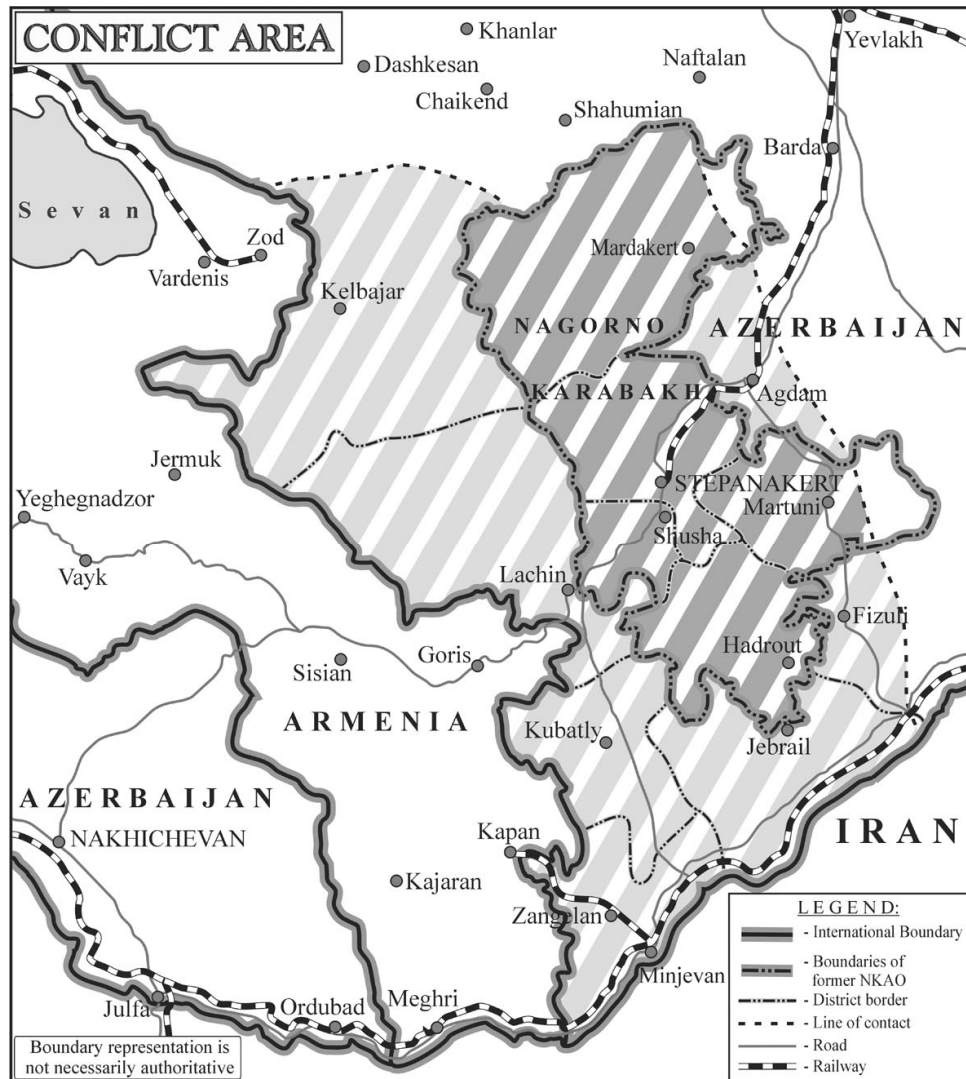 CONFLICT AREA
Khanlar
Yevlakh
Dashkesan
Naftalan
Chaikend
Shahumian
Barda
Sevan
Zod
Mardakert
Vardenis
Kelbajar
NAGORNO
AZERBAIJAN
KARABAKH
Agdam
Jermuk
STEPANAKERT
Yeghegnadzor
Martuni
Shusha
Vayk
Lachin
Fizuli
Goris
Hadrout
Sisian
ARMENIA
Kubatly
Jebrail
AZERBAIJAN
IRAN
NAKHICHEVAN
Kapan
Kajaran
Zangelan
Minjevan
Julfa
Ordubad
Meghri
Boundary representation is
not necessarily authoritative
LEGEND:
- International Boundary
- Boundaries of
former NKAO
- District border
- Line of contact
- Road
- Railway